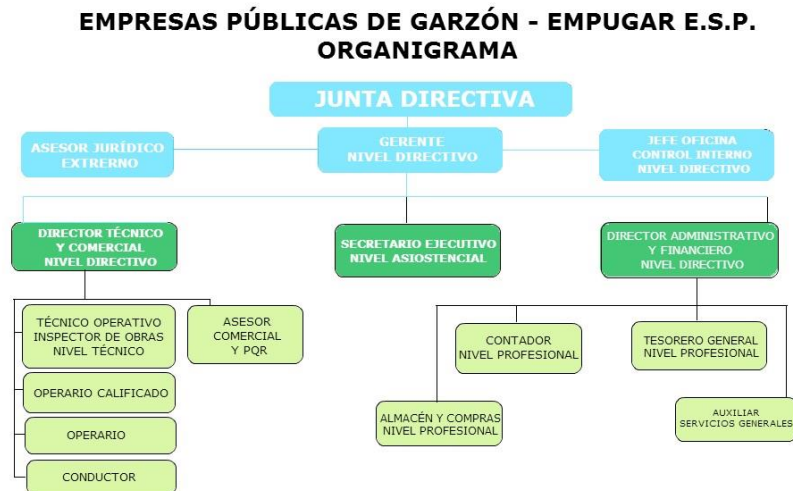 EMPRESAS PÚBLICAS DE GARZÓN - EMPUGAR E.S.P.
ORGANIGRAMA
JUNTA DIRECTIVA
ASESOR JURÍDICO
EXTRERNO
GERENTE
NIVEL DIRECTIVO
JEFE OFICINA
CONTROL INTERNO
NIVEL DIRECTIVO
DIRECTOR TÉCNICO
Y COMERCIAL
NIVEL DIRECTIVO
SECRETARIO EJECUTIVO
NIVEL ASIOSTENCIAL
DIRECTOR ADMINISTRATIVO
Y FINANCIERO
NIVEL DIRECTIVO
TÉCNICO OPERATIVO
INSPECTOR DE OBRAS
NIVEL TÉCNICO
ASESOR
COMERCIAL
Y PQR
CONTADOR
NIVEL PROFESIONAL
TESORERO GENERAL
NIVEL PROFESIONAL
OPERARIO CALIFICADO
ALMACÉN Y COMPRAS
NIVEL PROFESIONAL
AUXILIAR
SERVICIOS GENERALES
OPERARIO
CONDUCTOR